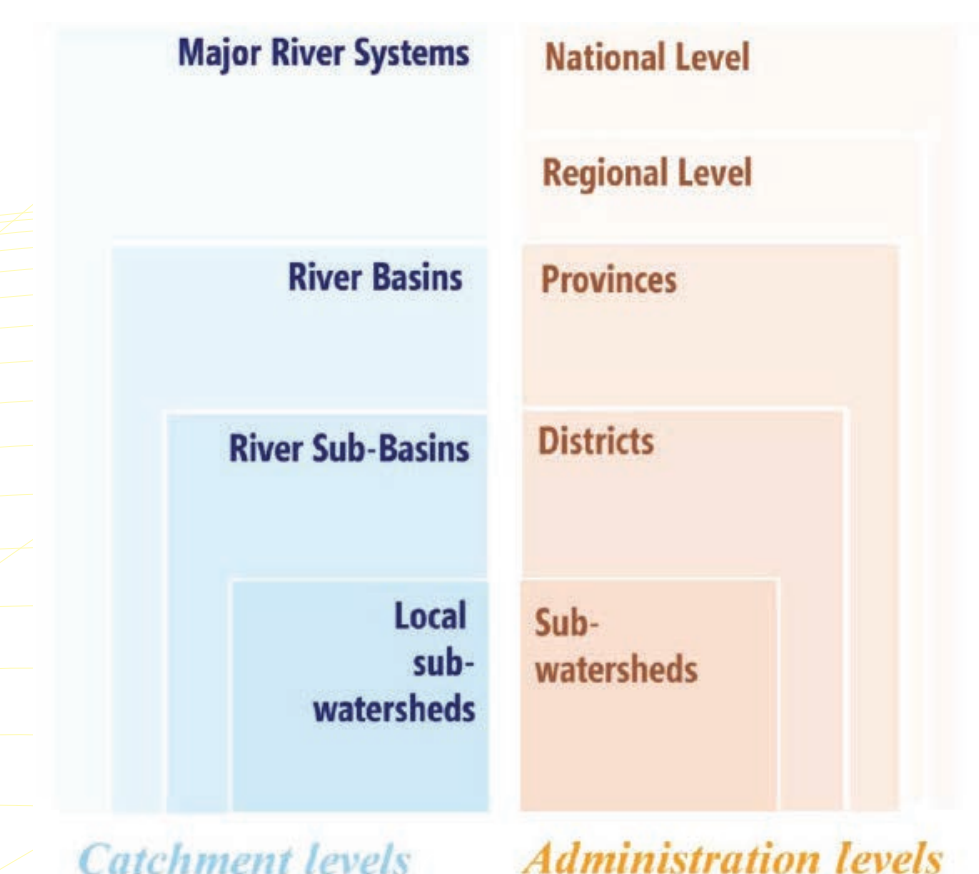 Major River Systems
River Basins
River Sub-Basins
Local
sub-
watersheds
Catchment levels
National Level
Regional Level
Provinces
Districts
Sub-
watersheds
Administration levels